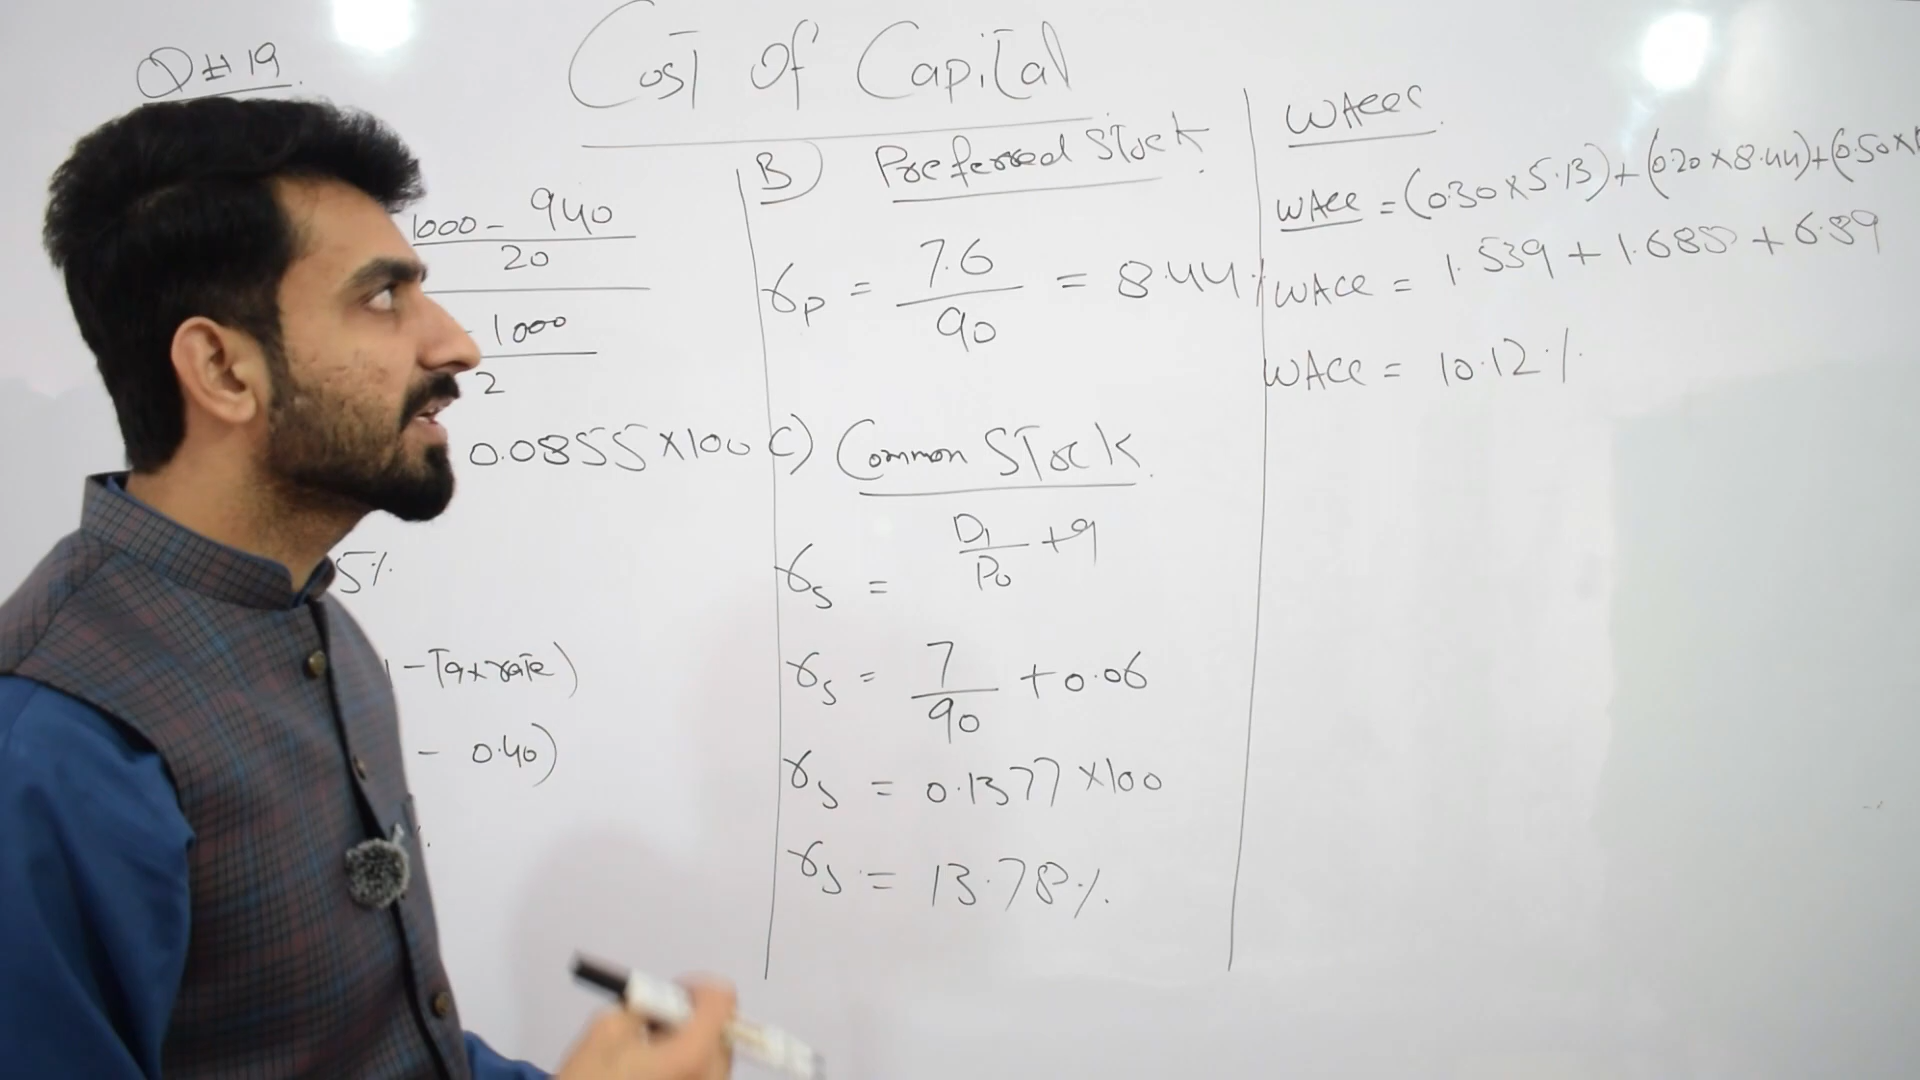 Q#19
Cost Of Capital
1000 - 940
20
1000
2
0.0855 x 100
5%
- Tax rate)
- 0.40)
B) Preferred Stock
rp = 7.6 / 90 = 8.44%
C) Common Stock
rs = D1 / P0 + g
rs = 7 / 90 + 0.06
rs = 0.1377 x 100
rs = 13.78%
WACC
WACC = (0.30 x 5.13) + (0.20 x 8.44) + (0.50 x
WACC = 1.539 + 1.688 + 6.89
WACC = 10.12%